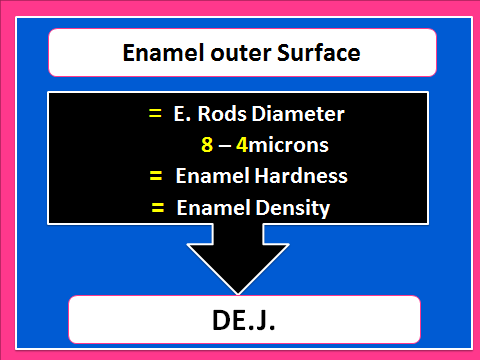 Enamel outer Surface
= E. Rods Diameter
8 – 4microns
= Enamel Hardness
= Enamel Density
DE.J.